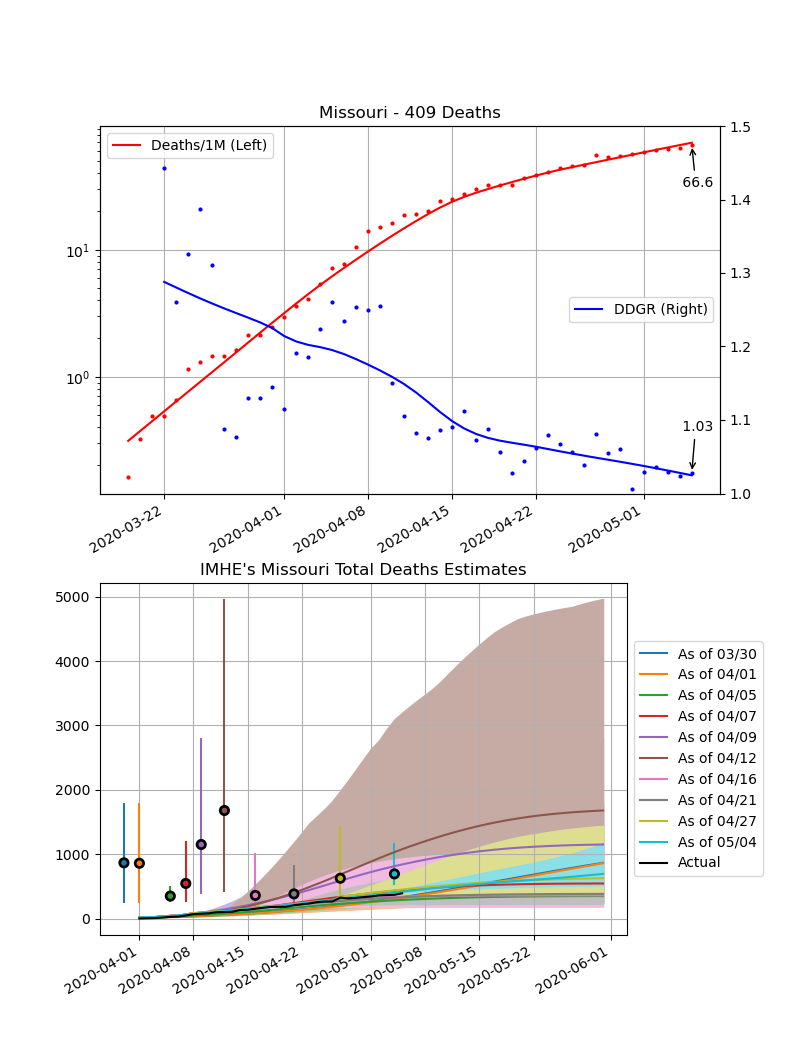 Missouri - 409 Deaths
Deaths/1M (Left)
DDGR (Right)
66.6
1.03
10¹
10⁰
1.5
1.4
1.3
1.2
1.1
1.0
2020-03-22
2020-04-01
2020-04-08
2020-04-15
2020-04-22
2020-05-01
IMHE's Missouri Total Deaths Estimates
5000
4000
3000
2000
1000
0
As of 03/30
As of 04/01
As of 04/05
As of 04/07
As of 04/09
As of 04/12
As of 04/16
As of 04/21
As of 04/27
As of 05/04
Actual
2020-04-01
2020-04-08
2020-04-15
2020-04-22
2020-05-01
2020-05-08
2020-05-15
2020-05-22
2020-06-01